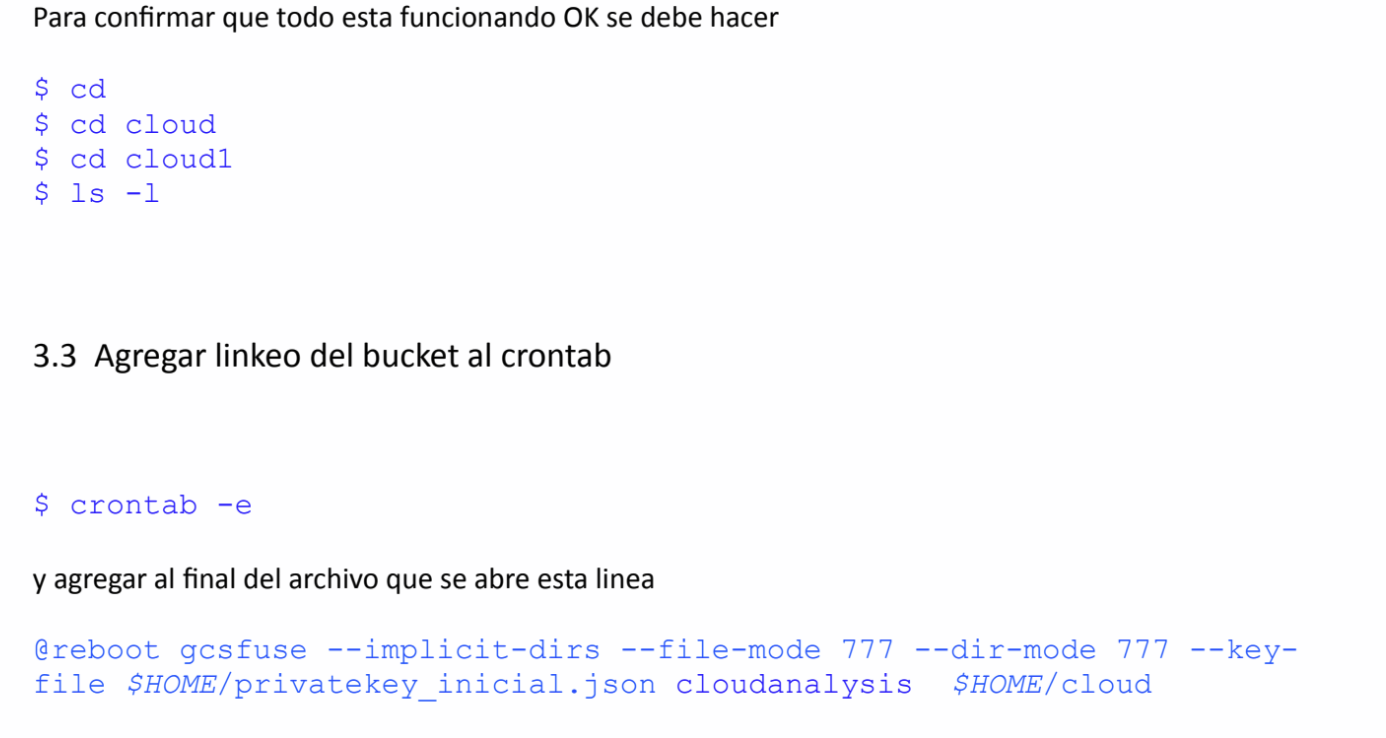 Para confirmar que todo esta funcionando OK se debe hacer
$ cd
$ cd cloud
$ cd cloud1
$ ls -l
3.3 Agregar linkeo del bucket al crontab
$ crontab -e
y agregar al final del archivo que se abre esta linea
@reboot gcsfuse --implicit-dirs --file-mode 777 --dir-mode 777 --key-
file $HOME/privatekey_inicial.json cloudanalysis $HOME/cloud